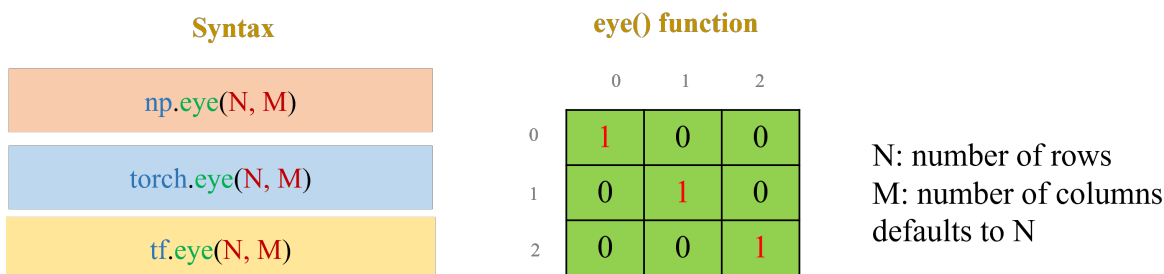 Syntax
np.eye(N, M)
torch.eye(N, M)
tf.eye(N, M)
eye() function
0 1 2
0 1 0 0
1 0 1 0
2 0 0 1
N: number of rows
M: number of columns
defaults to N